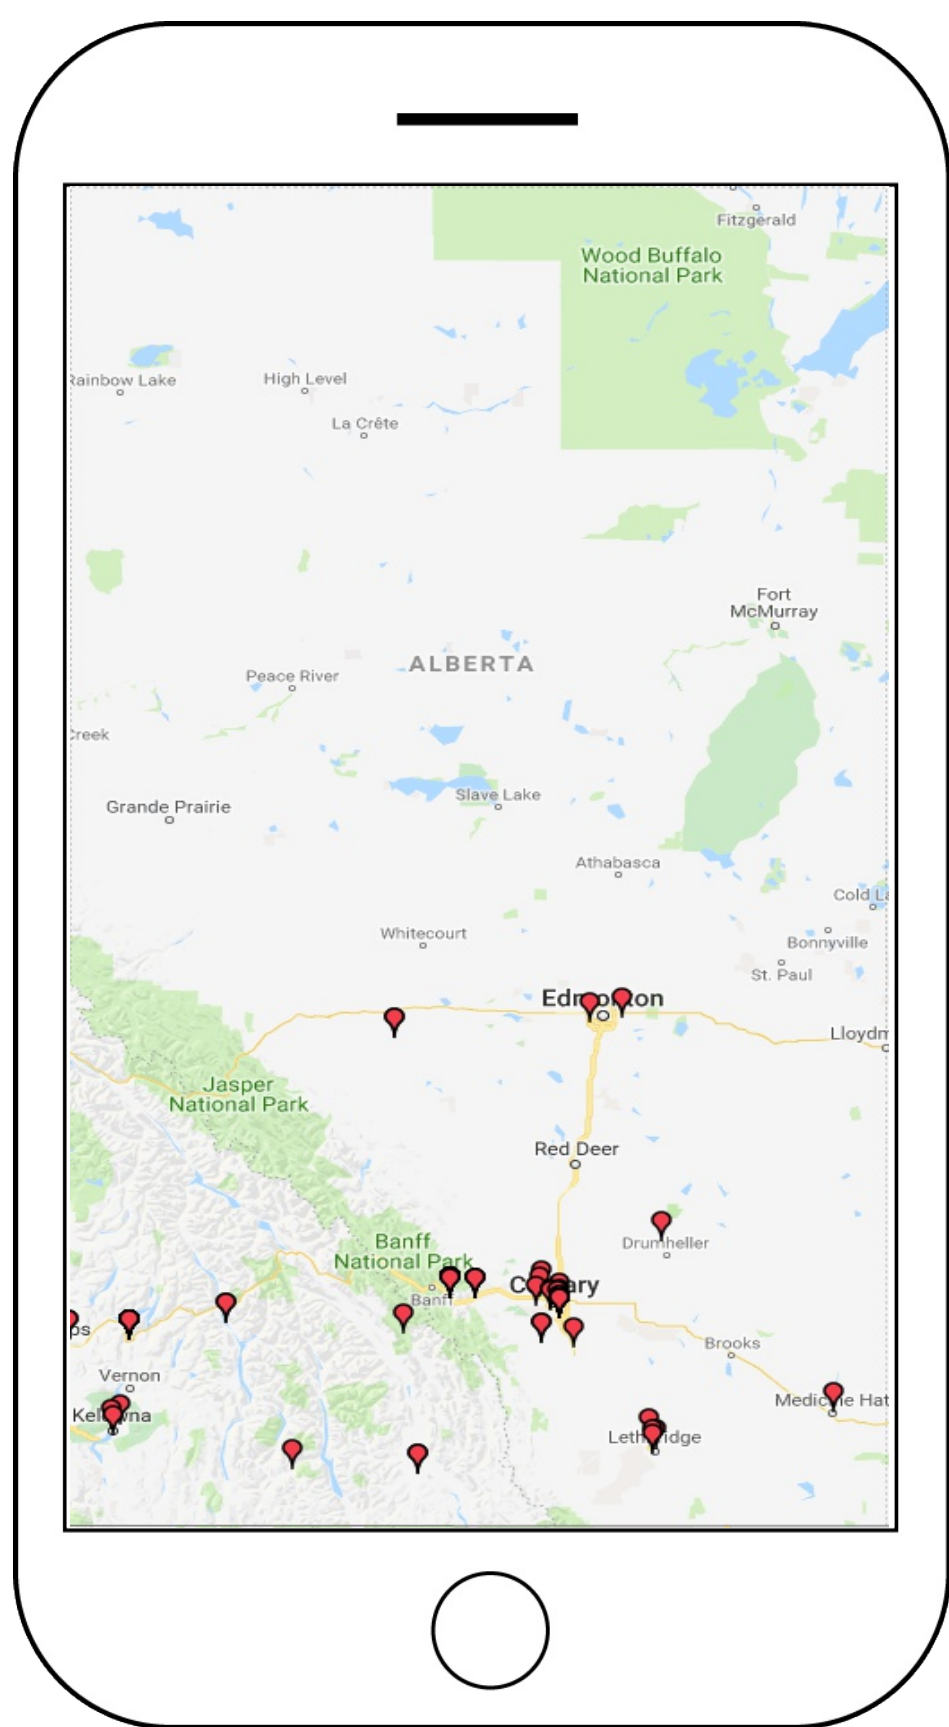 Fitzgerald
Wood Buffalo
National Park
Rainbow Lake
High Level
La Crête
Fort
McMurray
ALBERTA
Peace River
Creek
Slave Lake
Grande Prairie
Athabasca
Cold La
Whitecourt
Bonnyville
St. Paul
Edmonton
Lloydm
Jasper
National Park
Red Deer
Banff
National Park
Drumheller
Calgary
Banff
ps
Brooks
Vernon
Medicine Hat
Kelowna
Lethbridge